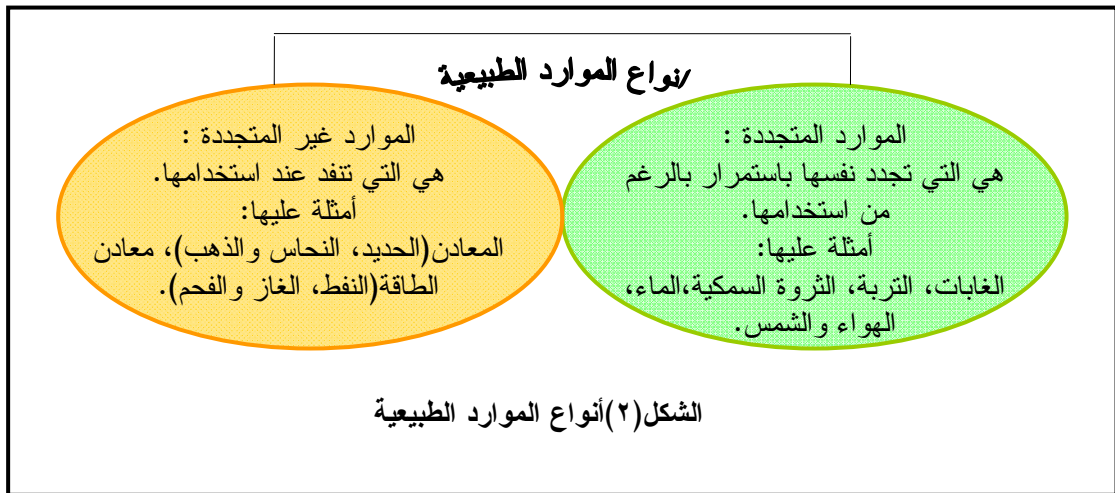 أنواع الموارد الطبيعية
الموارد المتجددة :
هي التي تجدد نفسها باستمرار بالرغم
من استخدامها.
أمثلة عليها:
الغابات، التربة، الثروة السمكية،الماء،
الهواء والشمس.
الموارد غير المتجددة :
هي التي تنفد عند استخدامها.
أمثلة عليها:
المعادن(الحديد، النحاس والذهب)، معادن
الطاقة(النفط، الغاز والفحم).
الشكل(٢)أنواع الموارد الطبيعية